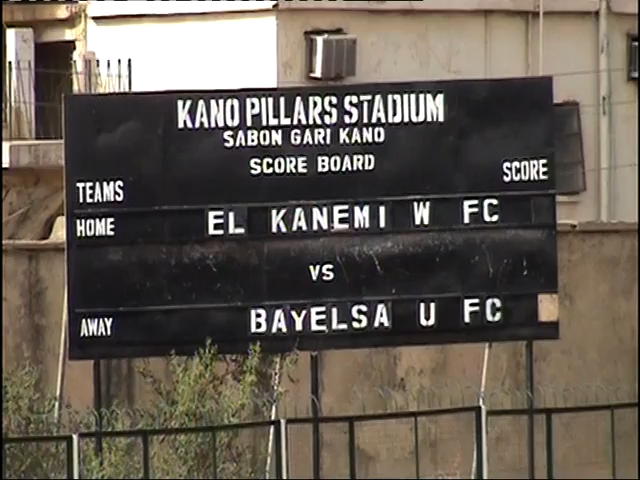 KANO PILLARS STADIUM
SABON GARI KANO
SCORE BOARD
TEAMS SCORE
HOME EL KANEMI W FC
VS
AWAY BAYELSA U FC